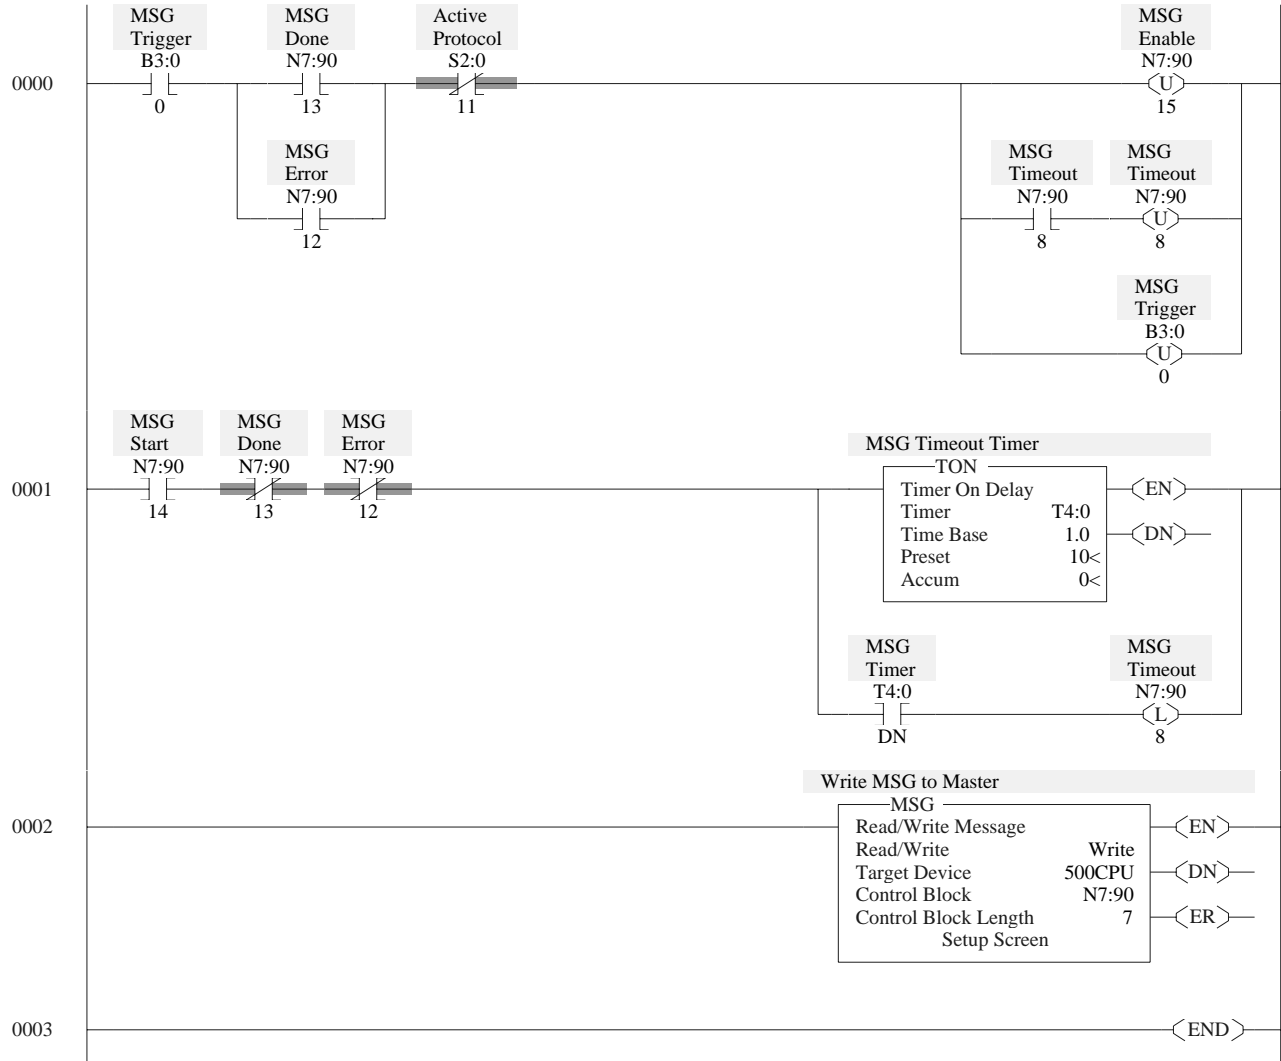 MSG MSG Active MSG
Trigger Done Protocol Enable
B3:0 N7:90 S2:0 N7:90
0000 U
0 13 11 15
MSG MSG MSG
Error Timeout Timeout
N7:90 N7:90 N7:90
U
12 8 8
MSG
Trigger
B3:0
U
0
MSG MSG MSG
Start Done Error MSG Timeout Timer
N7:90 N7:90 N7:90 TON
0001 Timer On Delay EN
14 13 12 Timer T4:0
Time Base 1.0 DN
Preset 10<
Accum 0<
MSG MSG
Timer Timeout
T4:0 N7:90
L
DN 8
Write MSG to Master
MSG
0002 Read/Write Message EN
Read/Write Write
Target Device 500CPU DN
Control Block N7:90
Control Block Length 7 ER
Setup Screen
0003 END